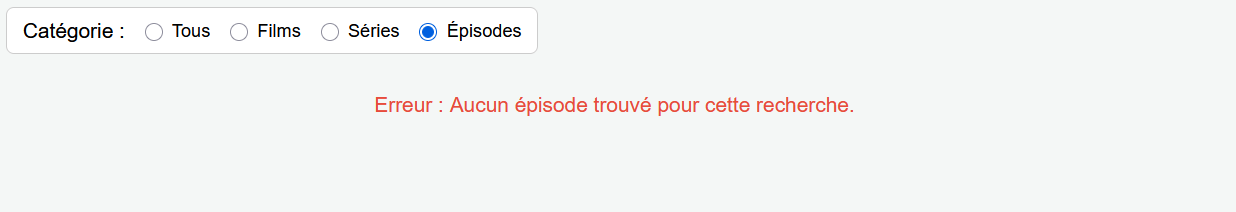 Catégorie : Tous Films Séries Épisodes
Erreur : Aucun épisode trouvé pour cette recherche.